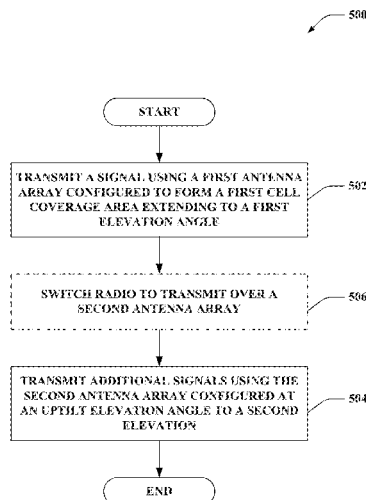 500
START
TRANSMIT A SIGNAL USING A FIRST ANTENNA
ARRAY CONFIGURED TO FORM A FIRST CELL
COVERAGE AREA EXTENDING TO A FIRST
ELEVATION ANGLE
502
SWITCH RADIO TO TRANSMIT OVER A
SECOND ANTENNA ARRAY
506
TRANSMIT ADDITIONAL SIGNALS USING THE
SECOND ANTENNA ARRAY CONFIGURED AT
AN UPTILT ELEVATION ANGLE TO A SECOND
ELEVATION
504
END